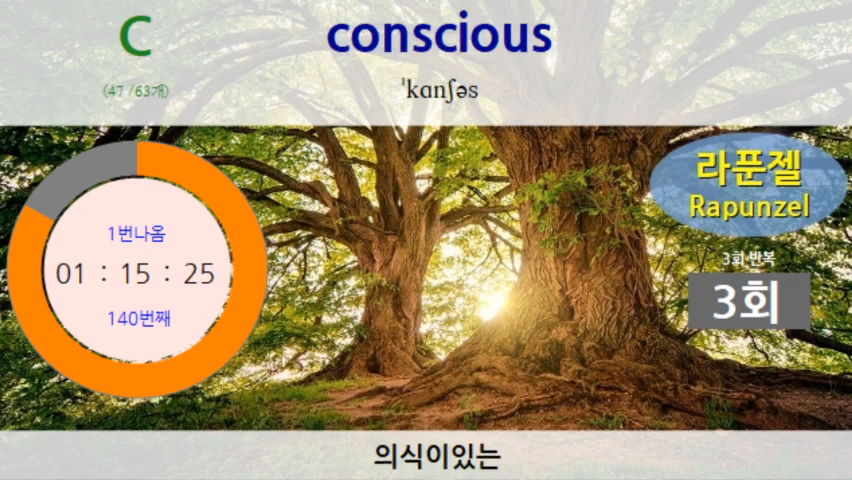 C
conscious
(47 /63개)
ˈkɑnʃəs
라푼젤
Rapunzel
1번나옴
01 : 15 : 25
140번째
3회 반복
3회
의식이있는